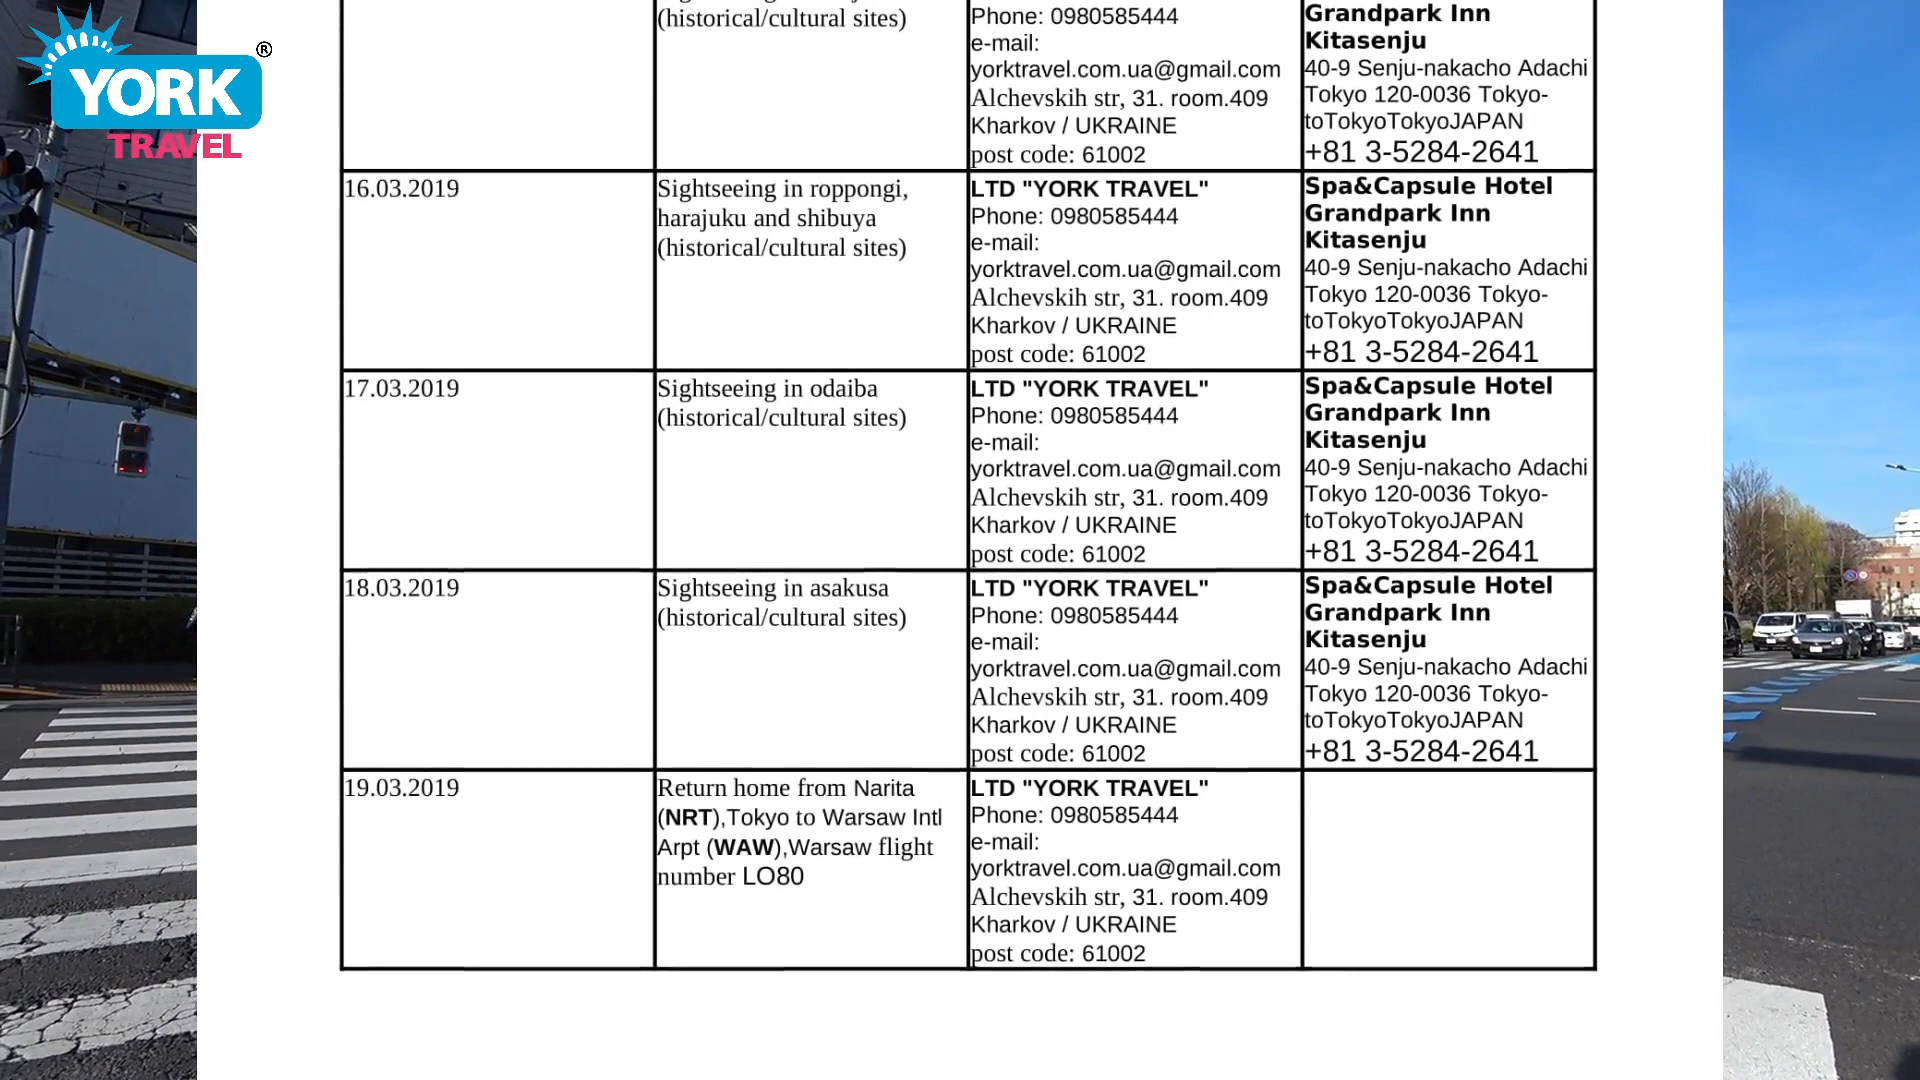 YORK
®
TRAVEL
(historical/cultural sites)
Phone: 0980585444
e-mail:
yorktravel.com.ua@gmail.com
Alchevskih str, 31. room.409
Kharkov / UKRAINE
post code: 61002
Grandpark Inn
Kitasenju
40-9 Senju-nakacho Adachi
Tokyo 120-0036 Tokyo-
toTokyoTokyoJAPAN
+81 3-5284-2641
16.03.2019
Sightseeing in roppongi,
harajuku and shibuya
(historical/cultural sites)
LTD "YORK TRAVEL"
Phone: 0980585444
e-mail:
yorktravel.com.ua@gmail.com
Alchevskih str, 31. room.409
Kharkov / UKRAINE
post code: 61002
Spa&Capsule Hotel
Grandpark Inn
Kitasenju
40-9 Senju-nakacho Adachi
Tokyo 120-0036 Tokyo-
toTokyoTokyoJAPAN
+81 3-5284-2641
17.03.2019
Sightseeing in odaiba
(historical/cultural sites)
LTD "YORK TRAVEL"
Phone: 0980585444
e-mail:
yorktravel.com.ua@gmail.com
Alchevskih str, 31. room.409
Kharkov / UKRAINE
post code: 61002
Spa&Capsule Hotel
Grandpark Inn
Kitasenju
40-9 Senju-nakacho Adachi
Tokyo 120-0036 Tokyo-
toTokyoTokyoJAPAN
+81 3-5284-2641
18.03.2019
Sightseeing in asakusa
(historical/cultural sites)
LTD "YORK TRAVEL"
Phone: 0980585444
e-mail:
yorktravel.com.ua@gmail.com
Alchevskih str, 31. room.409
Kharkov / UKRAINE
post code: 61002
Spa&Capsule Hotel
Grandpark Inn
Kitasenju
40-9 Senju-nakacho Adachi
Tokyo 120-0036 Tokyo-
toTokyoTokyoJAPAN
+81 3-5284-2641
19.03.2019
Return home from Narita
(NRT),Tokyo to Warsaw Intl
Arpt (WAW),Warsaw flight
number LO80
LTD "YORK TRAVEL"
Phone: 0980585444
e-mail:
yorktravel.com.ua@gmail.com
Alchevskih str, 31. room.409
Kharkov / UKRAINE
post code: 61002